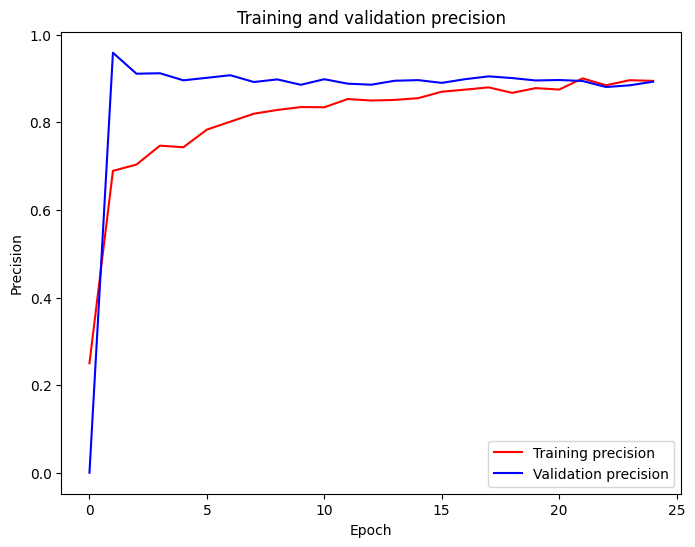 Training and validation precision
Precision
1.0
0.8
0.6
0.4
0.2
0.0
Training precision
Validation precision
0 5 10 15 20 25
Epoch